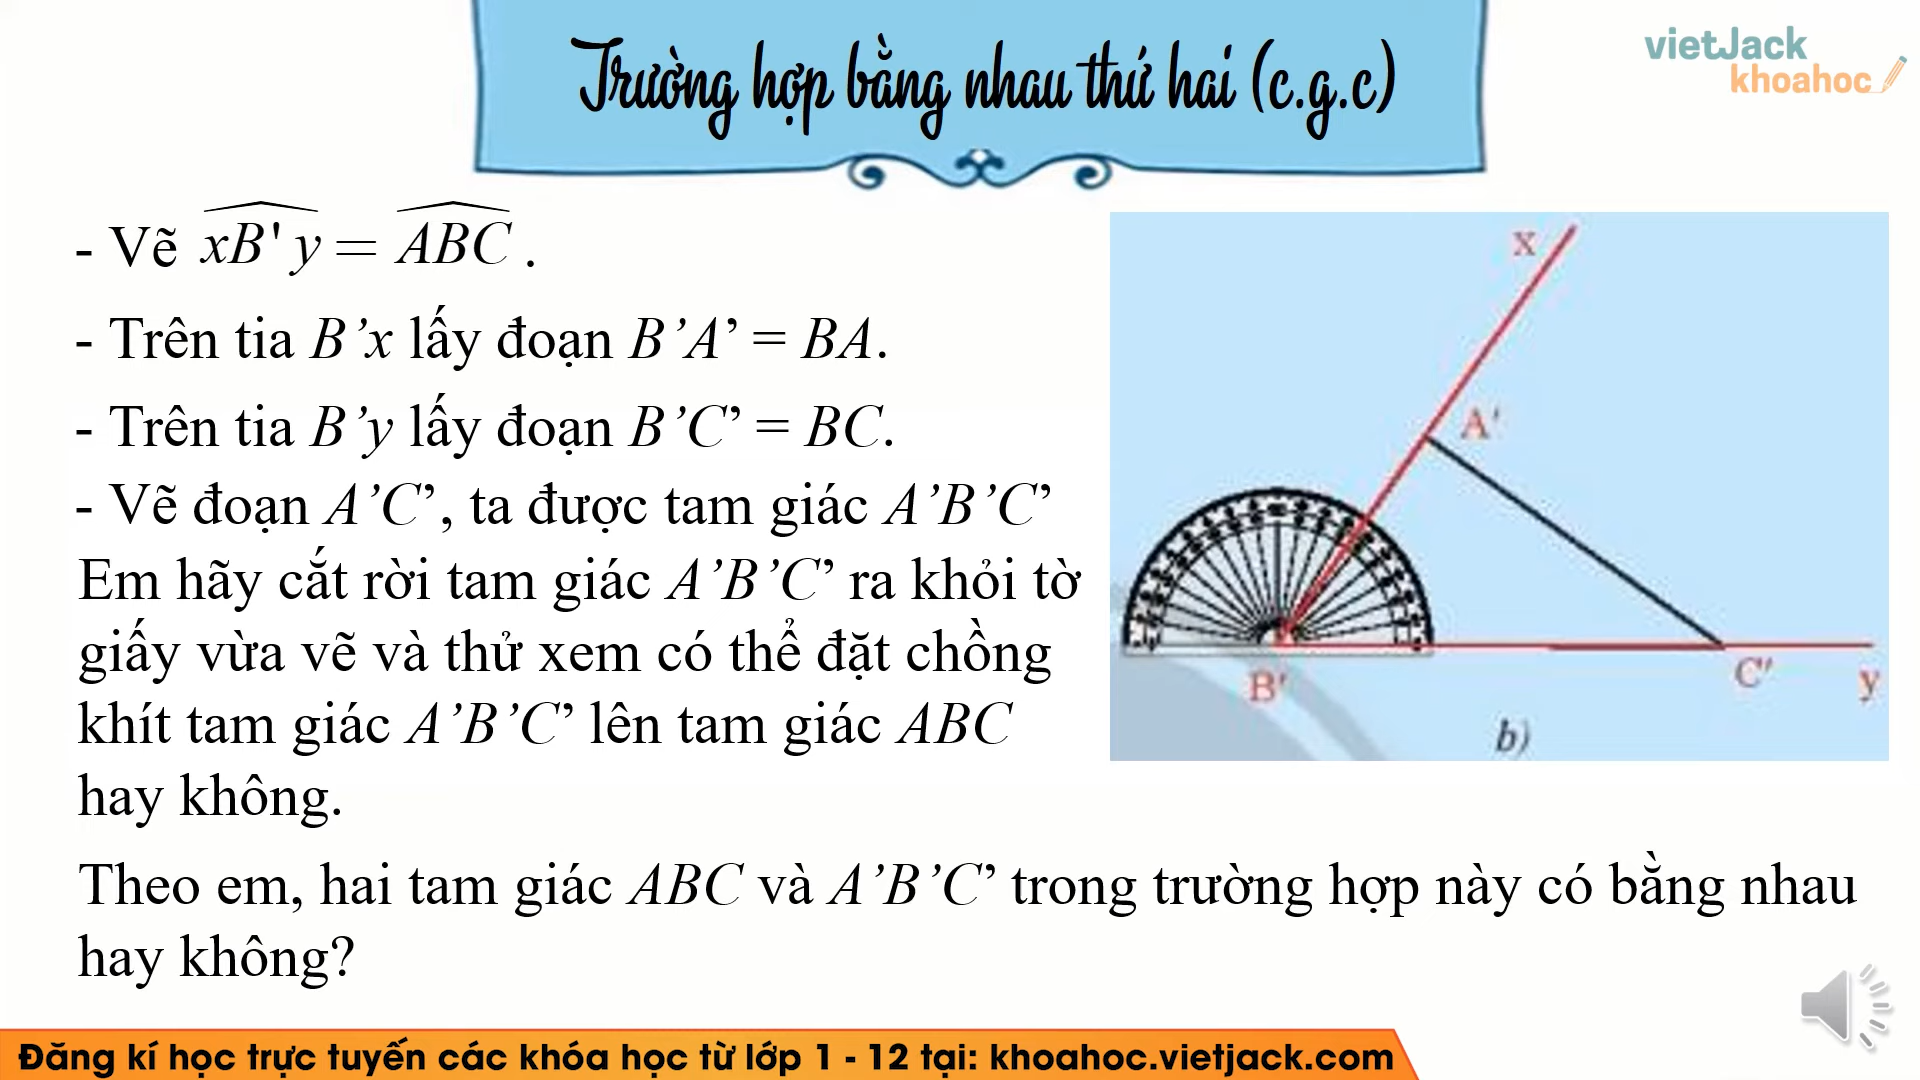 Trường hợp bằng nhau thứ hai (c.g.c)
vietJack
khoahoc
- Vẽ xB'y = ABC .
- Trên tia B’x lấy đoạn B’A’ = BA.
- Trên tia B’y lấy đoạn B’C’ = BC.
- Vẽ đoạn A’C’, ta được tam giác A’B’C’
Em hãy cắt rời tam giác A’B’C’ ra khỏi tờ
giấy vừa vẽ và thử xem có thể đặt chồng
khít tam giác A’B’C’ lên tam giác ABC
hay không.
x
A'
B'
C'
y
b)
Theo em, hai tam giác ABC và A’B’C’ trong trường hợp này có bằng nhau
hay không?
Đăng kí học trực tuyến các khóa học từ lớp 1 - 12 tại: khoahoc.vietjack.com